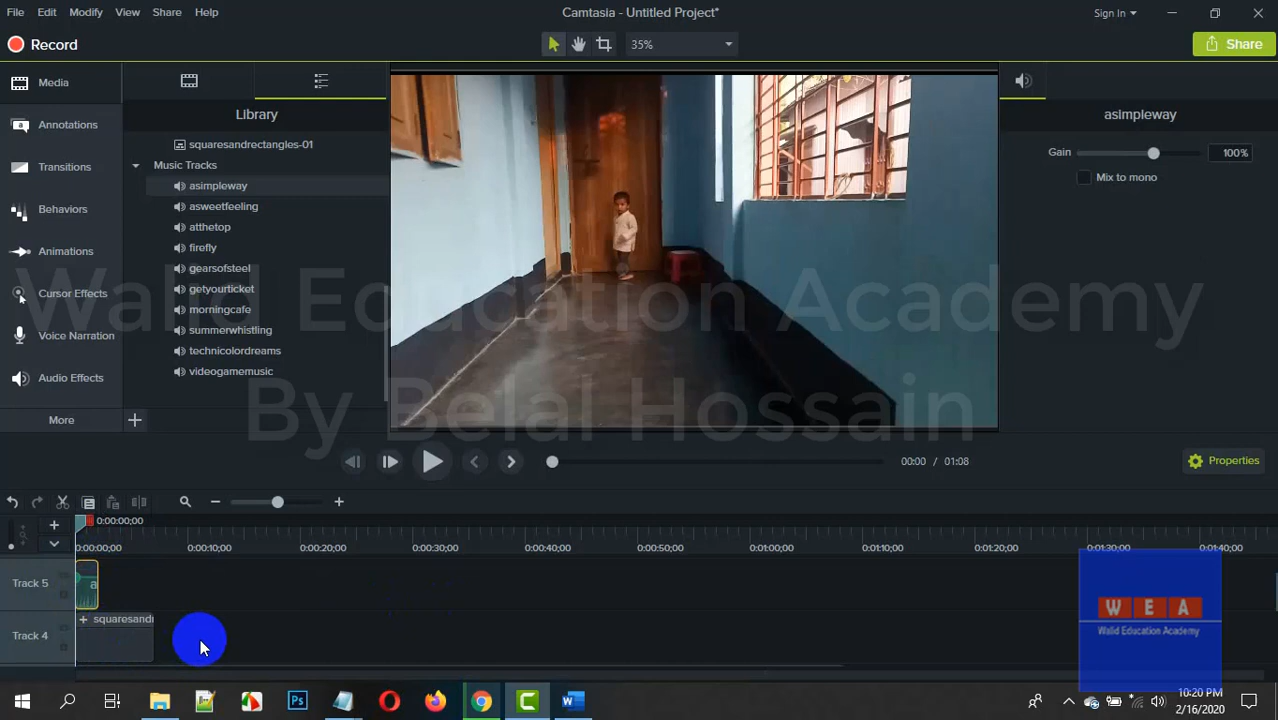 File Edit Modify View Share Help
Camtasia - Untitled Project*
Sign In
Record
35%
Share
Media
Annotations
Transitions
Behaviors
Animations
Cursor Effects
Voice Narration
Audio Effects
More
Library
squaresandrectangles-01
Music Tracks
asimpleway
asweetfeeling
atthetop
firefly
gearsofsteel
getyourticket
morningcafe
summerwhistling
technicolordreams
videogamemusic
asimpleway
Gain 100%
Mix to mono
Walid Education Academy
By Belal Hossain
00:00 / 01:08
Properties
0:00:00;00
0:00:00;00 0:00:10;00 0:00:20;00 0:00:30;00 0:00:40;00 0:00:50;00 0:01:00;00 0:01:10;00 0:01:20;00 0:01:30;00 0:01:40;00
Track 5
a
Track 4
+ squaresand
W E A
Walid Education Academy
Ps
10:20 PM
2/16/2020